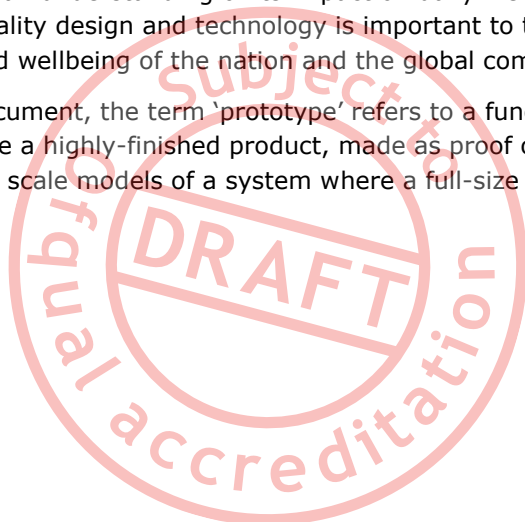 ality design and technology is important to t
d wellbeing of the nation and the global com
cument, the term ‘prototype’ refers to a fun
e a highly-finished product, made as proof o
scale models of a system where a full-size
Subject to
Ofqual accreditation
DRAFT